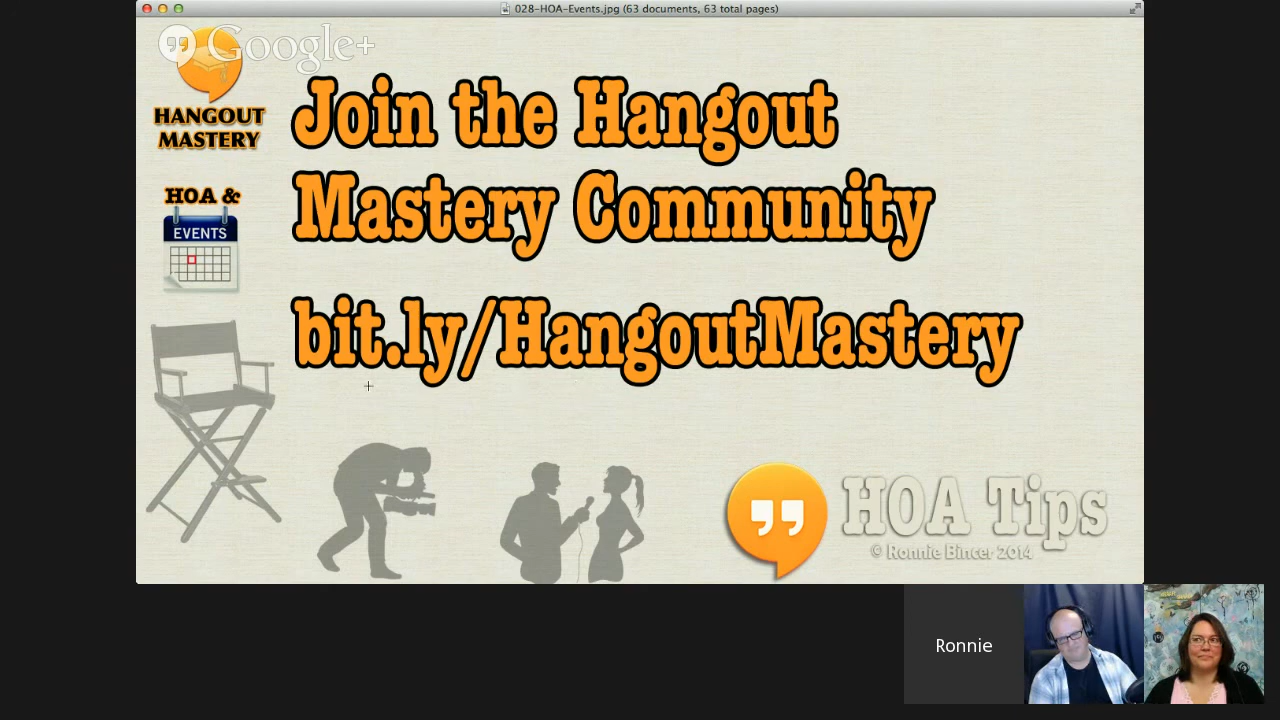 028-HOA-Events.jpg (63 documents, 63 total pages)
Google+
HANGOUT
MASTERY
Join the Hangout
Mastery Community
HOA &
EVENTS
bit.ly/HangoutMastery
HOA Tips
© Ronnie Bincer 2014
Ronnie